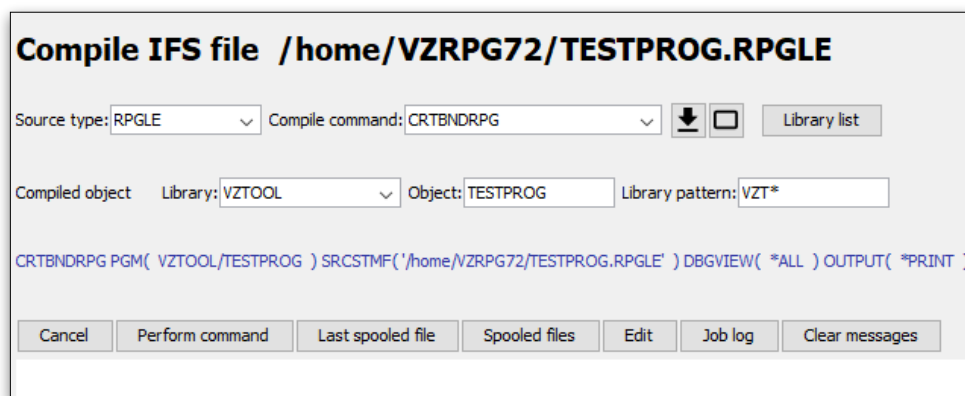 Compile IFS file /home/VZRPG72/TESTPROG.RPGLE
Source type: RPGLE Compile command: CRTBNDRPG Library list
Compiled object Library: VZTOOL Object: TESTPROG Library pattern: VZT*
CRTBNDRPG PGM( VZTOOL/TESTPROG ) SRCSTMF( '/home/VZRPG72/TESTPROG.RPGLE' ) DBGVIEW( *ALL ) OUTPUT( *PRINT )
Cancel Perform command Last spooled file Spooled files Edit Job log Clear messages